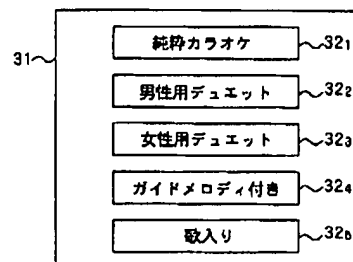 31
純粋カラオケ 32₁
男性用デュエット 32₂
女性用デュエット 32₃
ガイドメロディ付き 32₄
歌入り 32₅